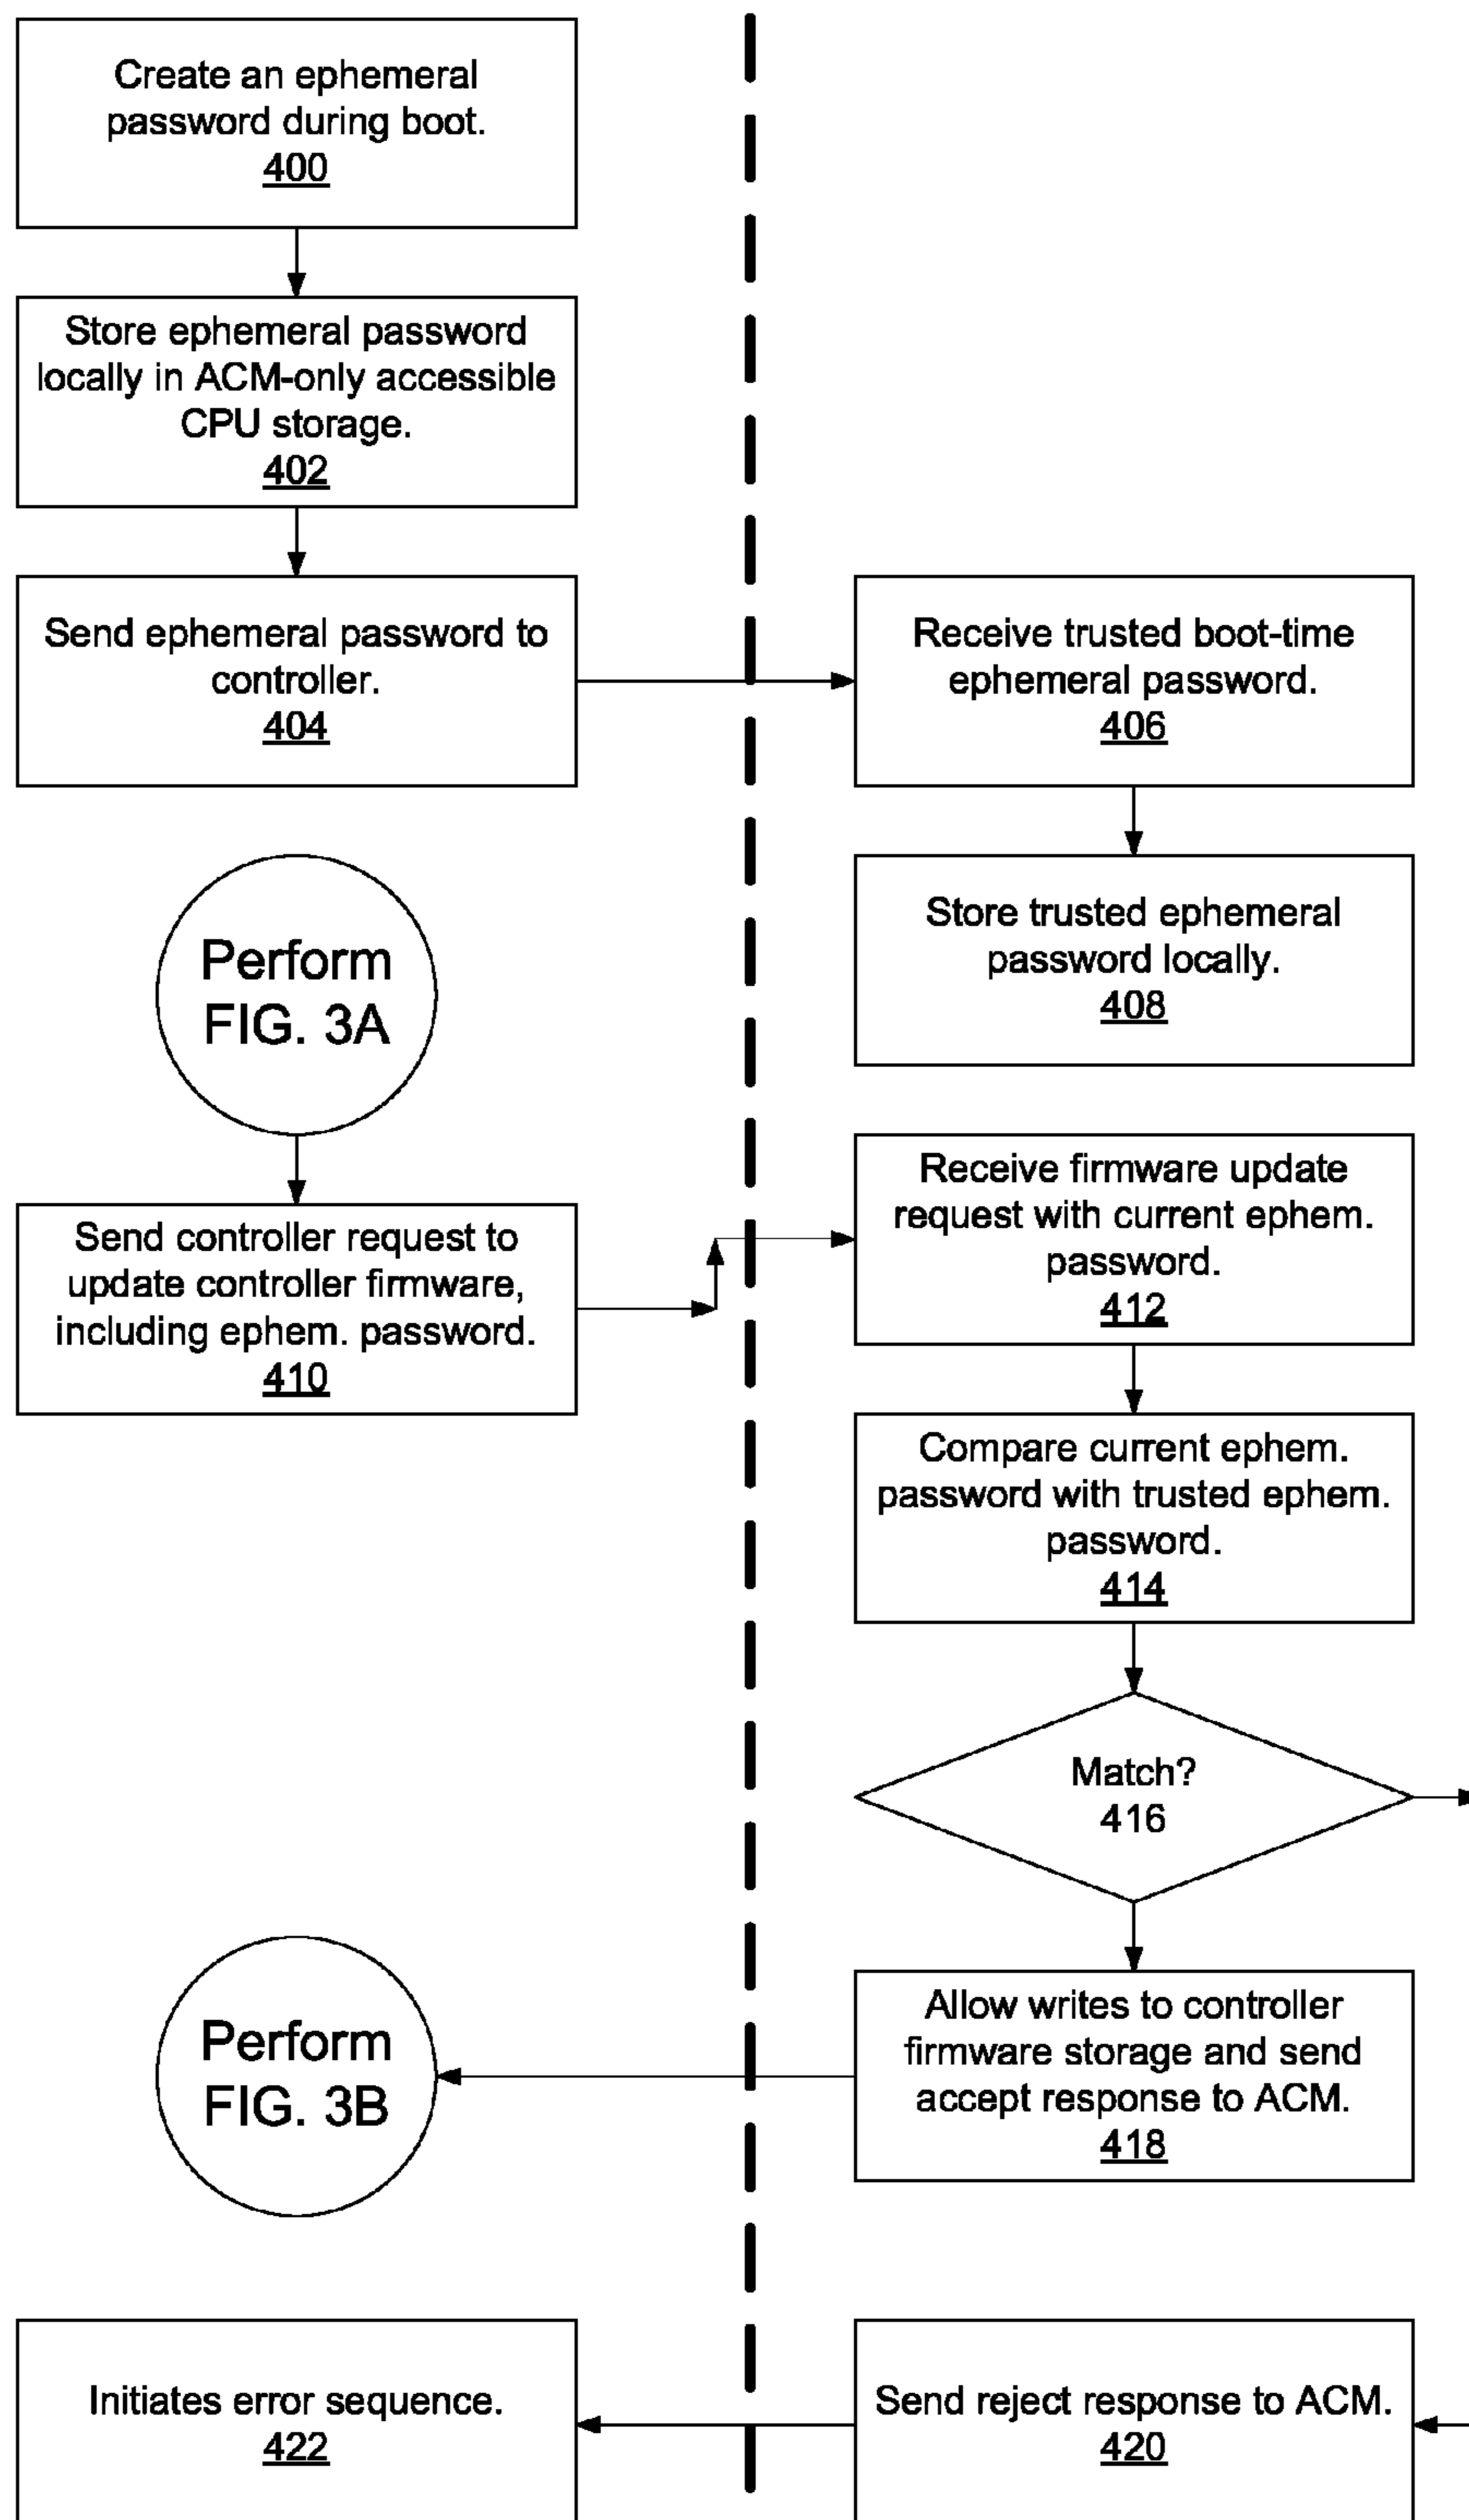 Create an ephemeral
password during boot.
400
Store ephemeral password
locally in ACM-only accessible
CPU storage.
402
Send ephemeral password to
controller.
404
Receive trusted boot-time
ephemeral password.
406
Store trusted ephemeral
password locally.
408
Perform
FIG. 3A
Send controller request to
update controller firmware,
including ephem. password.
410
Receive firmware update
request with current ephem.
password.
412
Compare current ephem.
password with trusted ephem.
password.
414
Match?
416
Allow writes to controller
firmware storage and send
accept response to ACM.
418
Perform
FIG. 3B
Send reject response to ACM.
420
Initiates error sequence.
422